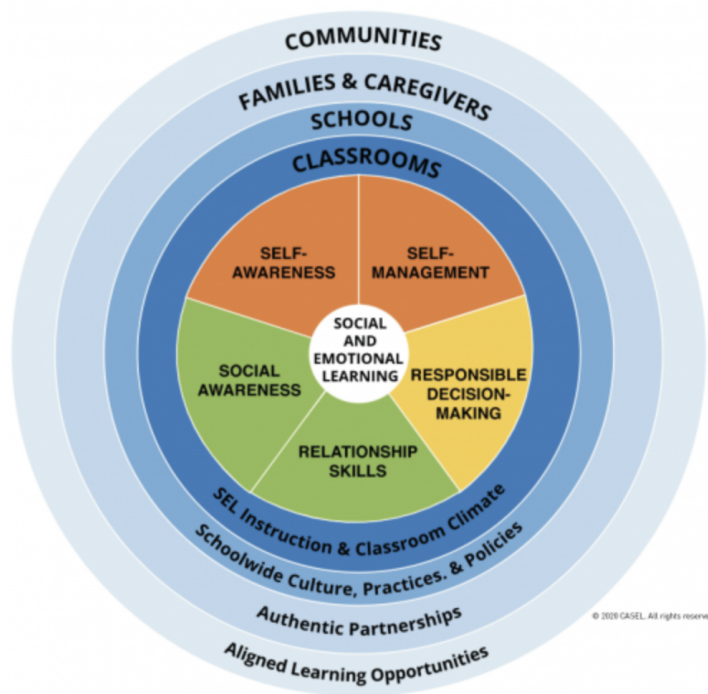 COMMUNITIES
FAMILIES & CAREGIVERS
SCHOOLS
CLASSROOMS
SELF-
AWARENESS
SELF-
MANAGEMENT
SOCIAL
AND
EMOTIONAL
LEARNING
SOCIAL
AWARENESS
RESPONSIBLE
DECISION-
MAKING
RELATIONSHIP
SKILLS
SEL Instruction & Classroom Climate
Schoolwide Culture, Practices. & Policies
Authentic Partnerships
Aligned Learning Opportunities
© 2020 CASEL. All rights reserve